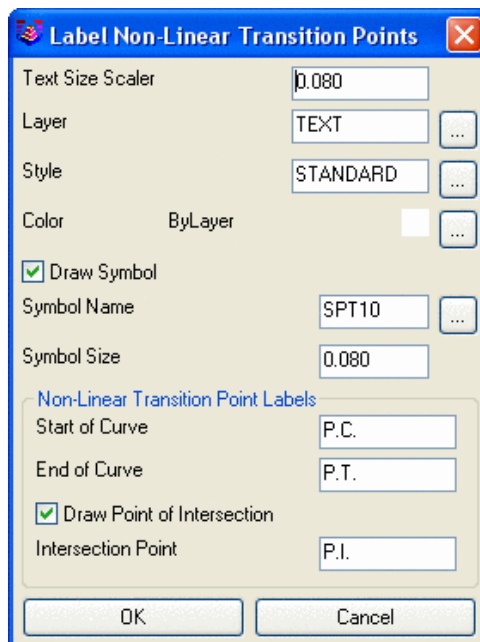 Label Non-Linear Transition Points
Text Size Scaler 0.080
Layer TEXT ...
Style STANDARD ...
Color ByLayer ...
Draw Symbol
Symbol Name SPT10 ...
Symbol Size 0.080
Non-Linear Transition Point Labels
Start of Curve P.C.
End of Curve P.T.
Draw Point of Intersection
Intersection Point P.I.
OK Cancel